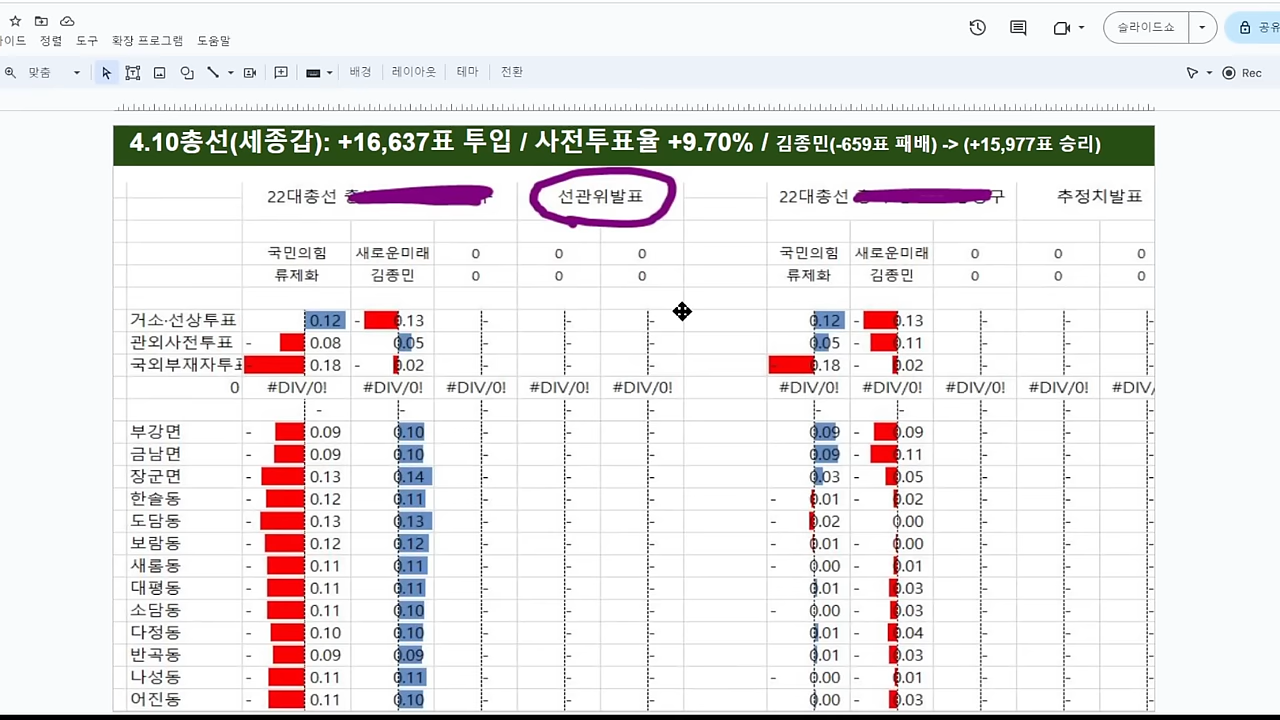 정렬 도구 확장 프로그램 도움말
슬라이드쇼
공유
맞춤
배경 레이아웃 테마 전환
Rec
4.10총선(세종갑): +16,637표 투입 / 사전투표율 +9.70% / 김종민(-659표 패배) -> (+15,977표 승리)
22대총선 선관위발표 22대총선 구 추정치발표
국민의힘 새로운미래 0 0 0 국민의힘 새로운미래 0 0 0
류제화 김종민 0 0 0 류제화 김종민 0 0 0
거소·선상투표 0.12 - 0.13 - - - 0.12 - 0.13 - - -
관외사전투표 - 0.08 0.05 - - - 0.05 - 0.11 - - -
국외부재자투표 - 0.18 - 0.02 - - - - 0.18 - 0.02 - - -
0 #DIV/0! #DIV/0! #DIV/0! #DIV/0! #DIV/0! #DIV/0! #DIV/0! #DIV/0! #DIV/0! #DIV/
- - - - - - - - - -
부강면 - 0.09 0.10 - - - 0.09 - 0.09 - - -
금남면 - 0.09 0.10 - - - 0.09 - 0.11 - - -
장군면 - 0.13 0.14 - - - 0.03 - 0.05 - - -
한솔동 - 0.12 0.11 - - - - 0.01 - 0.02 - - -
도담동 - 0.13 0.13 - - - - 0.02 0.00 - - -
보람동 - 0.12 0.12 - - - - 0.01 - 0.00 - - -
새롬동 - 0.11 0.11 - - - - 0.00 - 0.01 - - -
대평동 - 0.11 0.11 - - - 0.01 - 0.03 - - -
소담동 - 0.11 0.10 - - - - 0.00 - 0.03 - - -
다정동 - 0.10 0.10 - - - 0.01 - 0.04 - - -
반곡동 - 0.09 0.09 - - - 0.01 - 0.03 - - -
나성동 - 0.11 0.11 - - - - 0.00 - 0.01 - - -
어진동 - 0.11 0.10 - - - 0.00 - 0.03 - - -